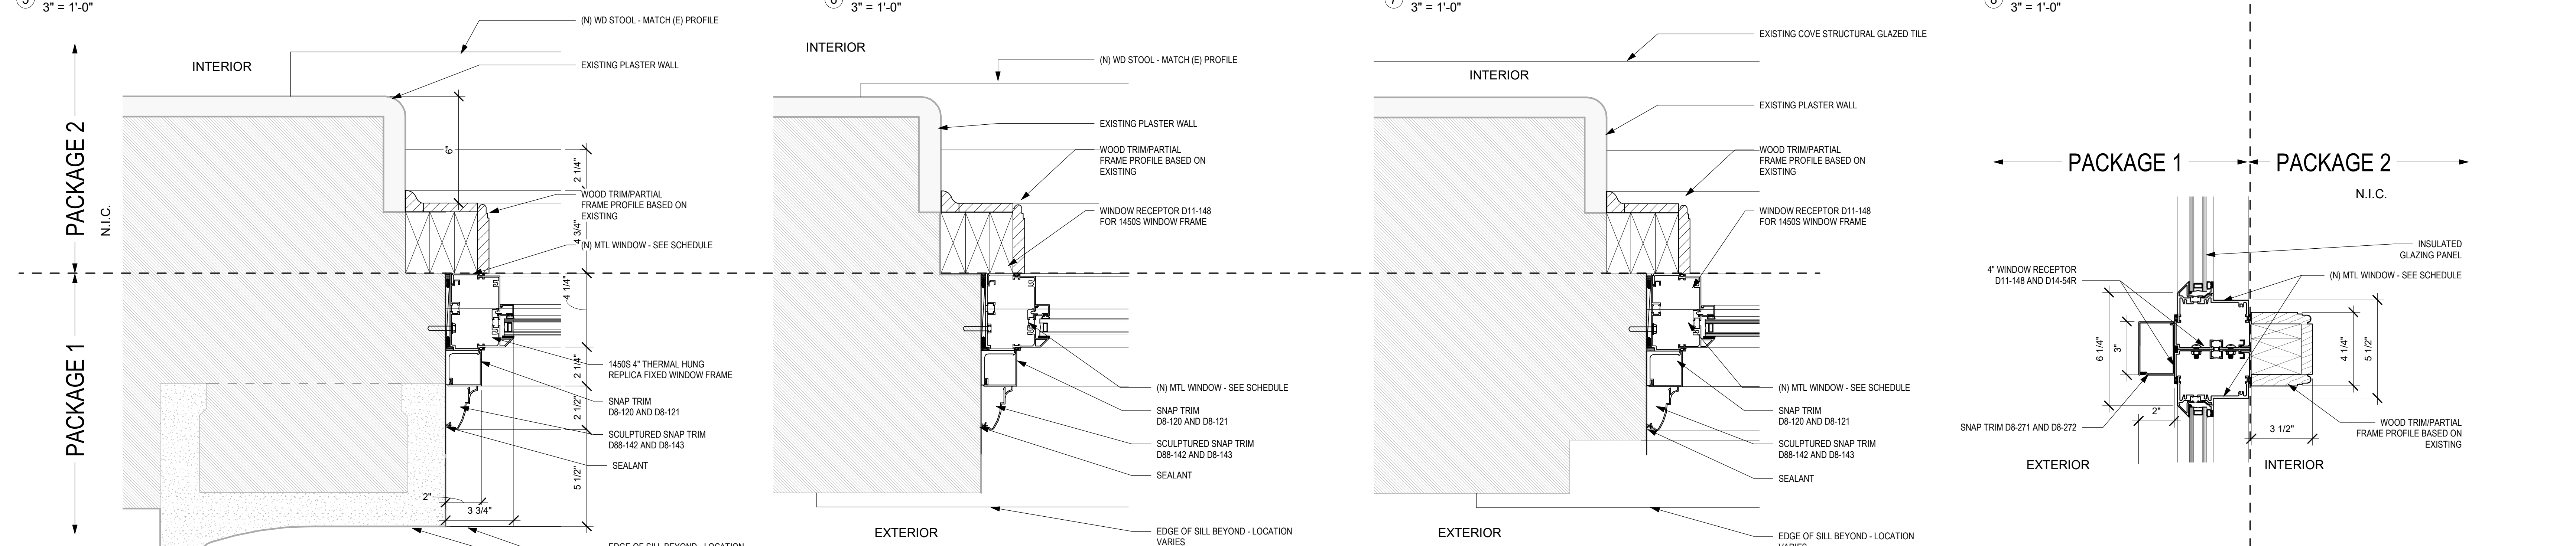 5
3" = 1'-0"
(N) WD STOOL - MATCH (E) PROFILE
INTERIOR
EXISTING PLASTER WALL
PACKAGE 2
N.I.C.
6"
2 1/4"
WOOD TRIM/PARTIAL
FRAME PROFILE BASED ON
EXISTING
4 3/4"
(N) MTL WINDOW - SEE SCHEDULE
4 1/4"
PACKAGE 1
1450S 4" THERMAL HUNG
REPLICA FIXED WINDOW FRAME
2 1/4"
SNAP TRIM
D8-120 AND D8-121
2 1/2"
SCULPTURED SNAP TRIM
D88-142 AND D8-143
SEALANT
5 1/2"
2"
3 3/4"
EDGE OF SILL BEYOND - LOCATION
6
3" = 1'-0"
INTERIOR
(N) WD STOOL - MATCH (E) PROFILE
EXISTING PLASTER WALL
WOOD TRIM/PARTIAL
FRAME PROFILE BASED ON
EXISTING
WINDOW RECEPTOR D11-148
FOR 1450S WINDOW FRAME
(N) MTL WINDOW - SEE SCHEDULE
SNAP TRIM
D8-120 AND D8-121
SCULPTURED SNAP TRIM
D88-142 AND D8-143
SEALANT
EXTERIOR
EDGE OF SILL BEYOND - LOCATION
VARIES
7
3" = 1'-0"
EXISTING COVE STRUCTURAL GLAZED TILE
INTERIOR
EXISTING PLASTER WALL
WOOD TRIM/PARTIAL
FRAME PROFILE BASED ON
EXISTING
WINDOW RECEPTOR D11-148
FOR 1450S WINDOW FRAME
(N) MTL WINDOW - SEE SCHEDULE
SNAP TRIM
D8-120 AND D8-121
SCULPTURED SNAP TRIM
D88-142 AND D8-143
SEALANT
EXTERIOR
EDGE OF SILL BEYOND - LOCATION
VARIES
8
3" = 1'-0"
PACKAGE 1
PACKAGE 2
N.I.C.
INSULATED
GLAZING PANEL
4" WINDOW RECEPTOR
D11-148 AND D14-54R
(N) MTL WINDOW - SEE SCHEDULE
6 1/4"
3"
4 1/4"
5 1/2"
2"
SNAP TRIM D8-271 AND D8-272
3 1/2"
WOOD TRIM/PARTIAL
FRAME PROFILE BASED ON
EXISTING
EXTERIOR
INTERIOR